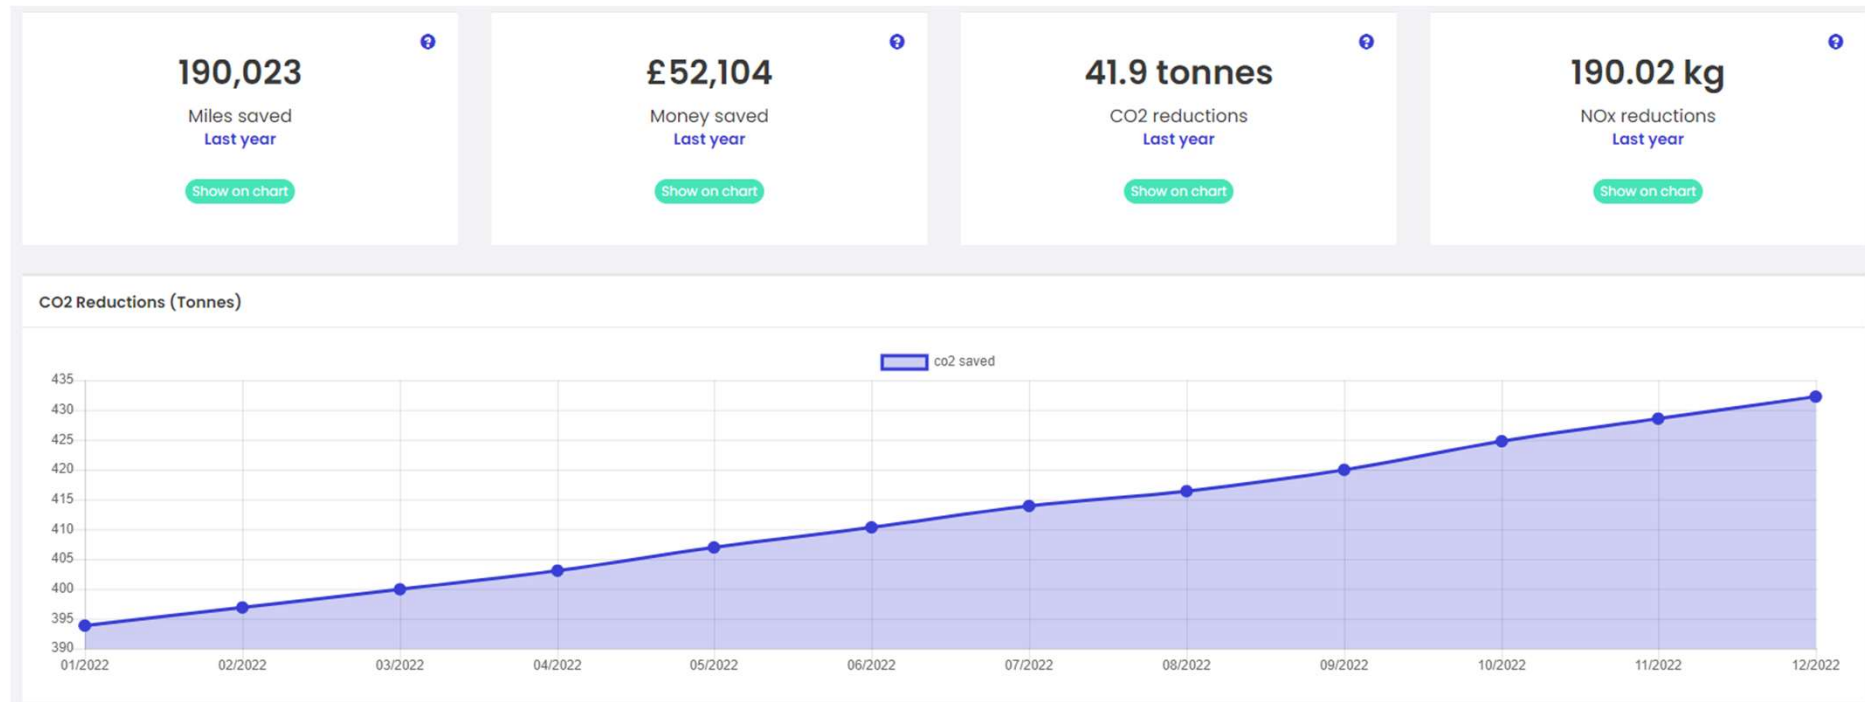 190,023
Miles saved
Last year
Show on chart
£52,104
Money saved
Last year
Show on chart
41.9 tonnes
CO2 reductions
Last year
Show on chart
190.02 kg
NOx reductions
Last year
Show on chart
CO2 Reductions (Tonnes)
co2 saved
435
430
425
420
415
410
405
400
395
390
01/2022 02/2022 03/2022 04/2022 05/2022 06/2022 07/2022 08/2022 09/2022 10/2022 11/2022 12/2022